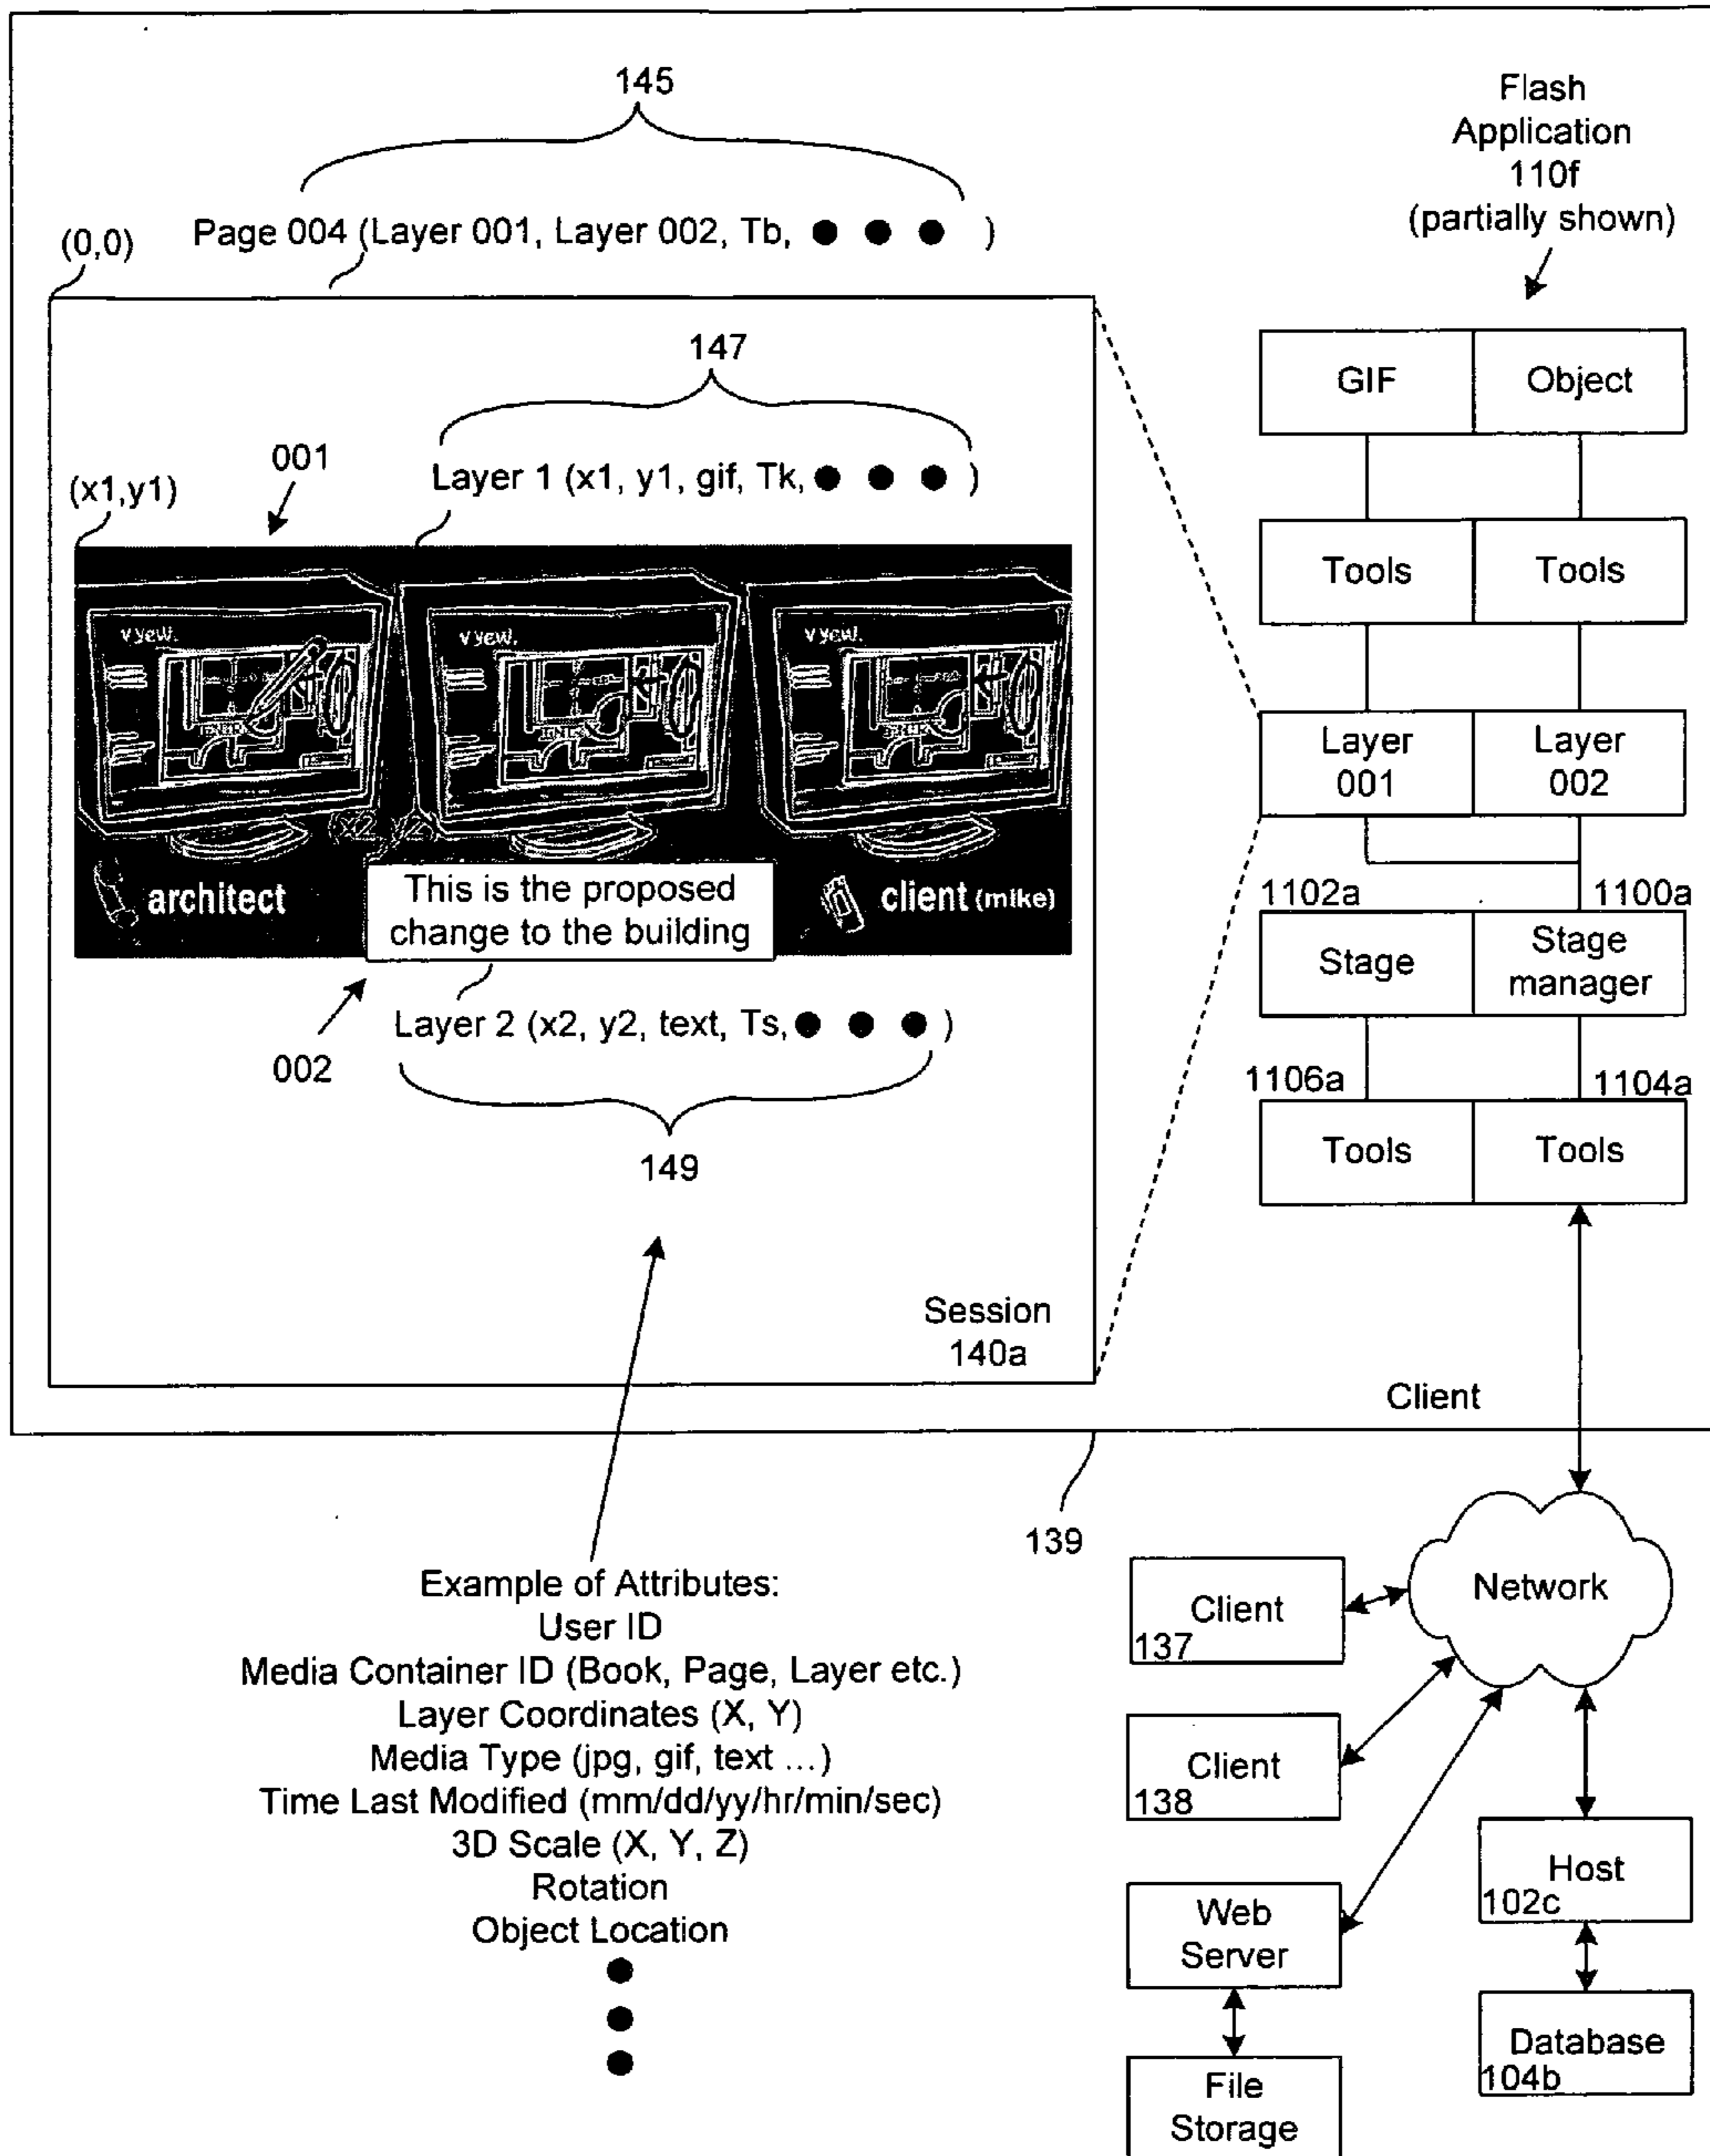 145
Flash
Application
110f
(partially shown)
(0,0)
Page 004 (Layer 001, Layer 002, Tb, ● ● ● )
147
GIF
Object
001
(x1,y1)
Layer 1 (x1, y1, gif, Tk, ● ● ● )
Tools
Tools
vyew.
vyew.
vyew.
Layer
001
Layer
002
(x2, y2)
architect
This is the proposed
change to the building
client (mike)
1102a
1100a
Stage
Stage
manager
Layer 2 (x2, y2, text, Ts, ● ● ● )
002
1106a
1104a
149
Tools
Tools
Session
140a
Client
139
Example of Attributes:
User ID
Media Container ID (Book, Page, Layer etc.)
Layer Coordinates (X, Y)
Media Type (jpg, gif, text ...)
Time Last Modified (mm/dd/yy/hr/min/sec)
3D Scale (X, Y, Z)
Rotation
Object Location
●
●
●
Network
Client
137
Client
138
Host
102c
Web
Server
Database
104b
File
Storage